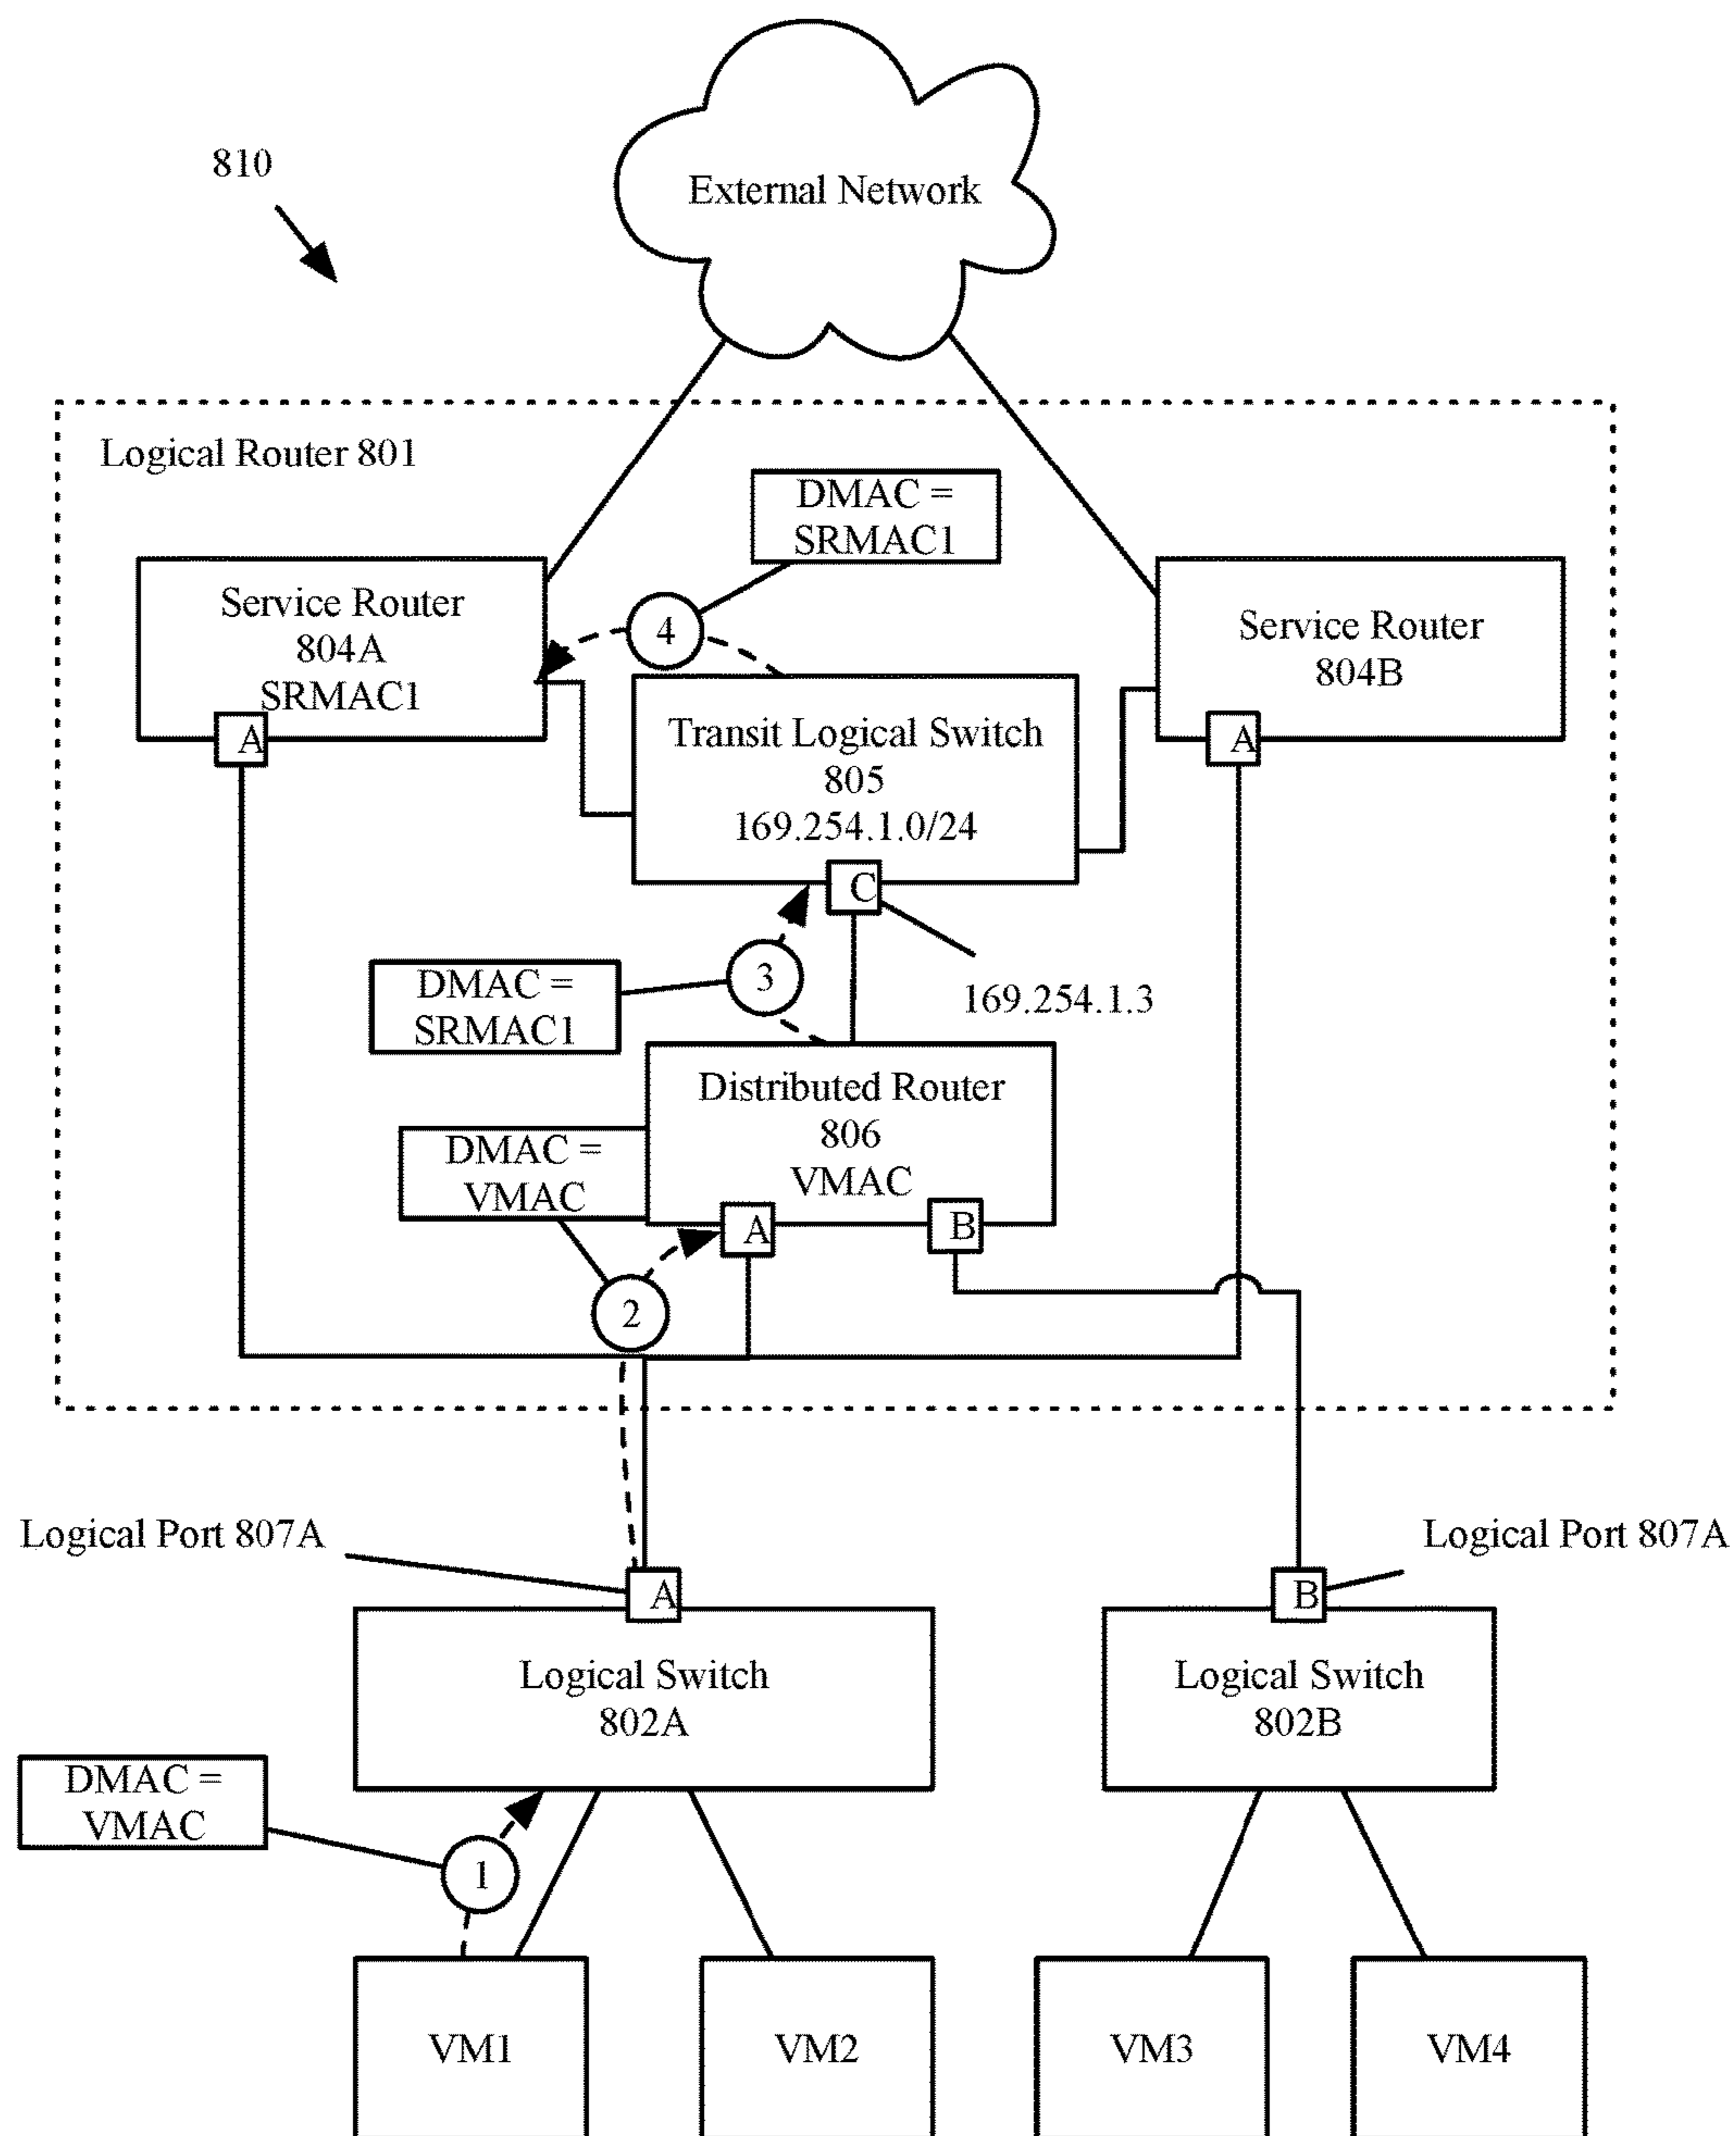 810
External Network
Logical Router 801
DMAC =
SRMAC1
Service Router
804A
SRMAC1
A
4
Service Router
804B
A
Transit Logical Switch
805
169.254.1.0/24
C
169.254.1.3
DMAC =
SRMAC1
3
Distributed Router
806
VMAC
A
B
DMAC =
VMAC
2
Logical Port 807A
A
Logical Port 807A
B
Logical Switch
802A
Logical Switch
802B
DMAC =
VMAC
1
VM1
VM2
VM3
VM4